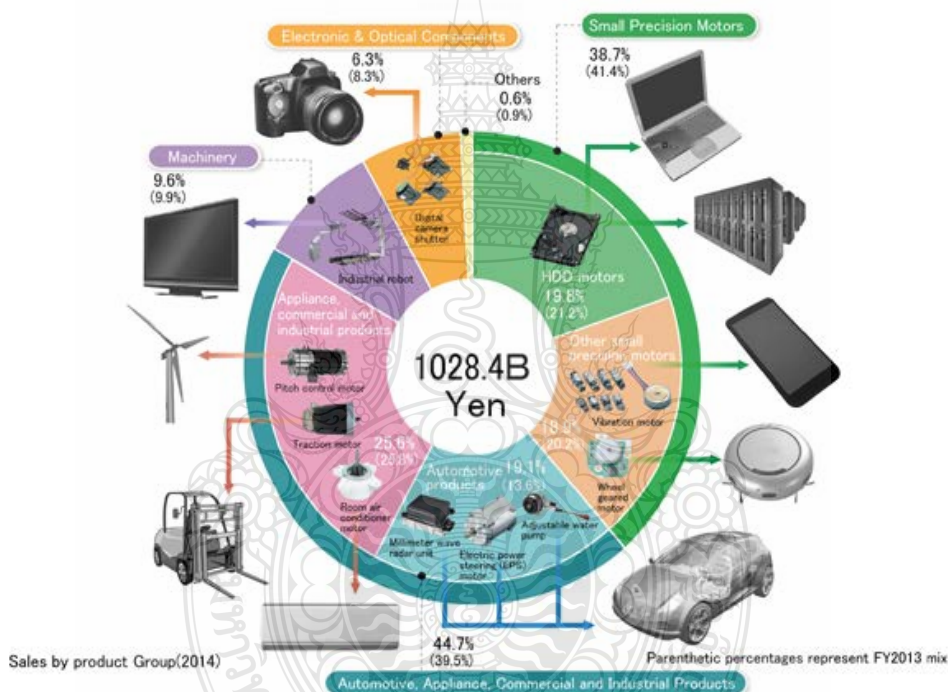 Electronic & Optical Components
6.3%
(8.3%)
Small Precision Motors
38.7%
(41.4%)
Others
0.6%
(0.9%)
Machinery
9.6%
(9.9%)
Digital
camera
shutter
Industrial robot
HDD motors
19.8%
(21.2%)
Appliance,
commercial and
industrial products
Pitch control motor
Traction motor
25.6%
Room air
conditioner
motor
1028.4B
Yen
Other small
precision motors
Vibration motor
(20.2%)
Wheel
geared
motor
Automotive
products
19.1%
(13.6%)
Millimeter wave
radar unit
Electric power
steering (EPS)
motor
Adjustable water
pump
44.7%
(39.5%)
Sales by product Group(2014)
Parenthetic percentages represent FY2013 mix
Automotive, Appliance, Commercial and Industrial Products